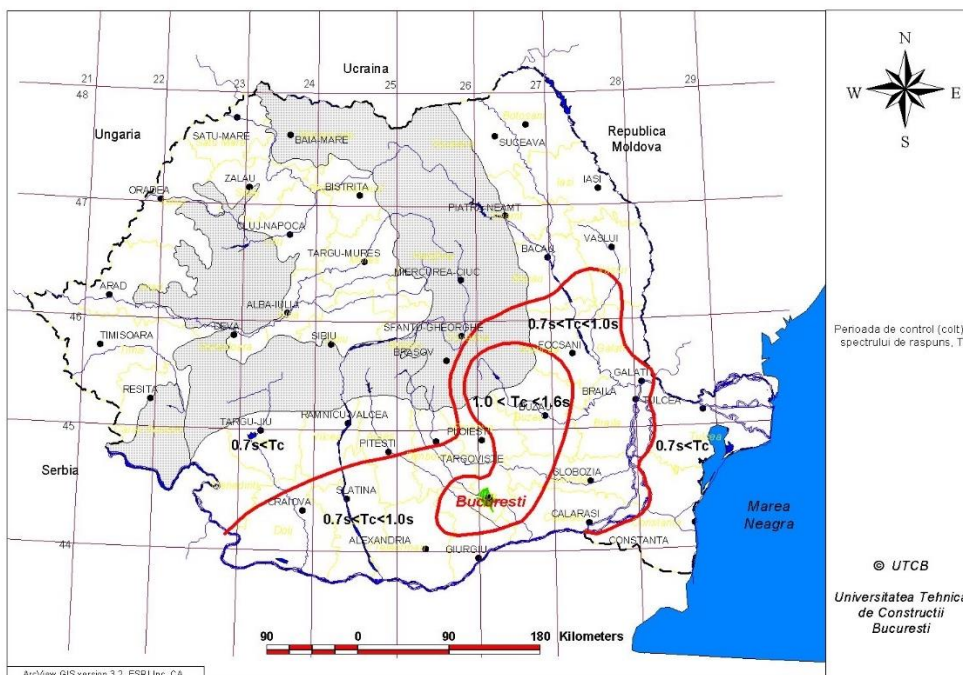 Ucraina
21
22
23
24
25
26
27
28
29
48
Ungaria
Republica
Moldova
SATU-MARE
BAIA-MARE
SUCEAVA
ZALAU
BISTRITA
IASI
ORADEA
47
PIATRA-NEAMT
CLUJ-NAPOCA
TARGU-MURES
BACAU
VASLUI
MIERCUREA-CIUC
ARAD
ALBA-IULIA
46
TIMISOARA
DEVA
SIBIU
SFANTU-GHEORGHE
0.7s<Tc<1.0s
FOCSANI
BRASOV
GALATI
RESITA
1.0 < Tc <1.6s
BRAILA
TULCEA
RAMNICU-VALCEA
BUZAU
45
TARGU-JIU
0.7s<Tc
PITESTI
PLOIESTI
0.7s<Tc
TARGOVISTE
Serbia
SLOBOZIA
Bucuresti
CRAIOVA
SLATINA
0.7s<Tc<1.0s
CALARASI
Marea
Neagra
44
ALEXANDRIA
GIURGIU
CONSTANTA
90 0 90 180 Kilometers
ArcView GIS version 3.2, ESRI Inc. CA
N
W E
S
Perioada de control (colt)
spectrului de raspuns, T
© UTCB
Universitatea Tehnica
de Constructii
Bucuresti